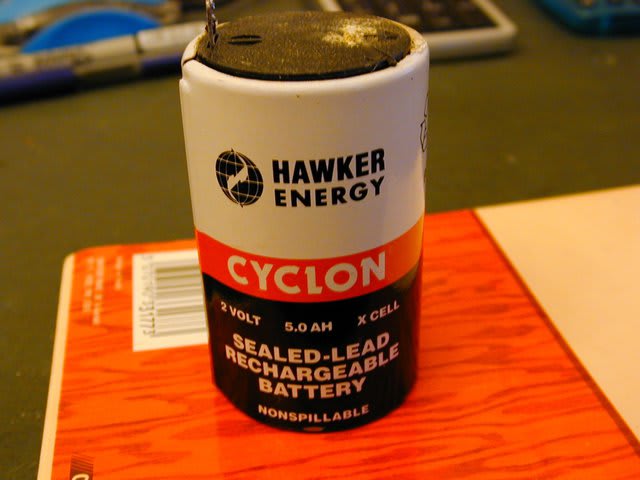 HAWKER
ENERGY
CYCLON
2 VOLT 5.0 AH X CELL
SEALED-LEAD
RECHARGEABLE
BATTERY
NONSPILLABLE